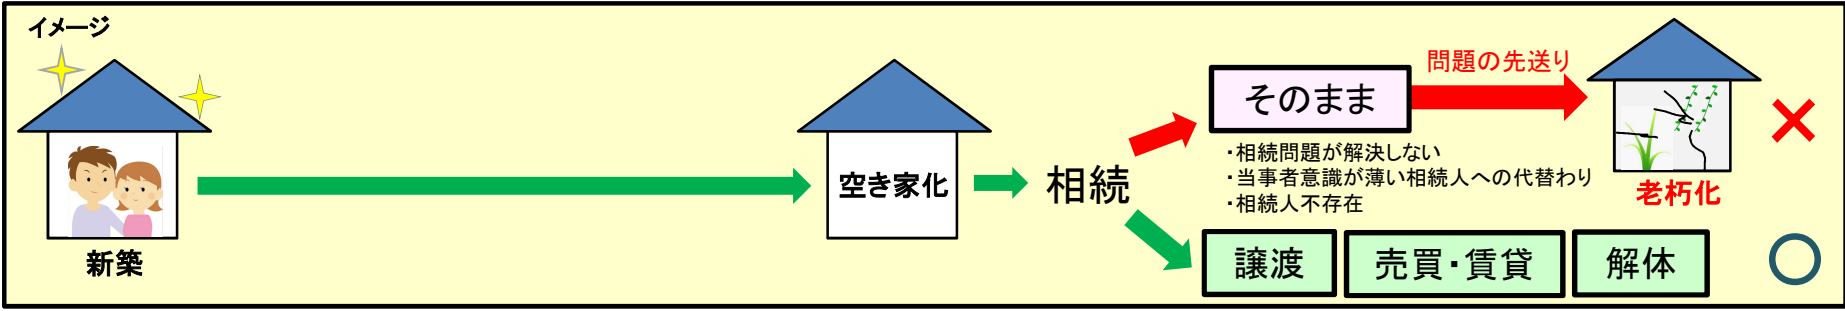 イメージ
新築
空き家化
相続
そのまま
問題の先送り
・相続問題が解決しない
・当事者意識が薄い相続人への代替わり
・相続人不存在
老朽化
譲渡
売買・賃貸
解体